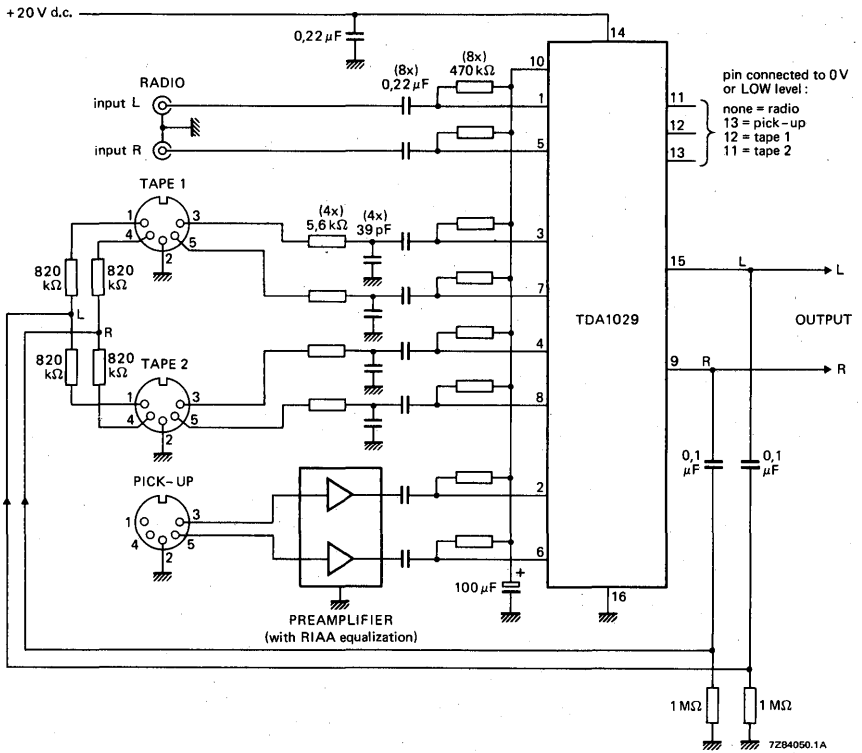 +20 V d.c.
0,22 µF
14
RADIO
input L
input R
(8x)
0,22 µF
(8x)
470 kΩ
10
1
5
11
12
13
pin connected to 0 V
or LOW level:
none = radio
13 = pick-up
12 = tape 1
11 = tape 2
TAPE 1
1
3
4
5
2
(4x)
5,6 kΩ
(4x)
39 pF
3
7
820
kΩ
820
kΩ
L
R
820
kΩ
820
kΩ
TAPE 2
1
3
4
5
2
4
8
TDA1029
15
L
L
OUTPUT
9
R
R
0,1
µF
0,1
µF
PICK-UP
1
3
4
5
2
2
6
PREAMPLIFIER
(with RIAA equalization)
100 µF
+
16
1 MΩ
1 MΩ
7Z84050.1A